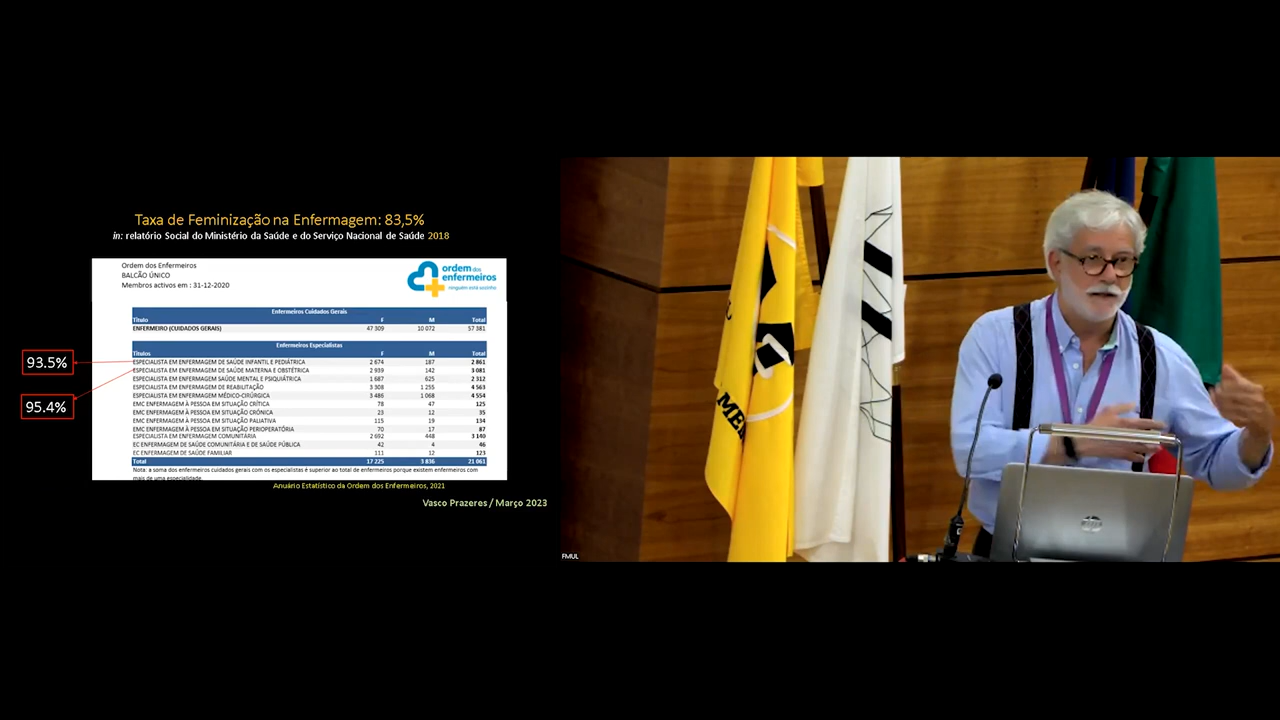 Taxa de Feminização na Enfermagem: 83,5%
in: relatório Social do Ministério da Saúde e do Serviço Nacional de Saúde 2018
Ordem dos Enfermeiros
BALCÃO ÚNICO
Membros activos em : 31-12-2020
ordem dos
enfermeiros
ninguém está sozinho
Enfermeiros Cuidados Gerais
Título F M Total
ENFERMEIRO (CUIDADOS GERAIS) 47 309 10 072 57 381
Enfermeiros Especialistas
Títulos F M Total
ESPECIALISTA EM ENFERMAGEM DE SAÚDE INFANTIL E PEDIÁTRICA 2 674 187 2 861
ESPECIALISTA EM ENFERMAGEM DE SAÚDE MATERNA E OBSTÉTRICA 2 939 142 3 081
ESPECIALISTA EM ENFERMAGEM SAÚDE MENTAL E PSIQUIÁTRICA 1 687 625 2 312
ESPECIALISTA EM ENFERMAGEM DE REABILITAÇÃO 3 308 1 255 4 563
ESPECIALISTA EM ENFERMAGEM MÉDICO-CIRÚRGICA 3 486 1 068 4 554
EMC ENFERMAGEM À PESSOA EM SITUAÇÃO CRÍTICA 78 47 125
EMC ENFERMAGEM À PESSOA EM SITUAÇÃO CRÓNICA 23 12 35
EMC ENFERMAGEM À PESSOA EM SITUAÇÃO PALIATIVA 115 19 134
EMC ENFERMAGEM À PESSOA EM SITUAÇÃO PERIOPERATÓRIA 70 17 87
ESPECIALISTA EM ENFERMAGEM COMUNITÁRIA 2 692 448 3 140
EC ENFERMAGEM DE SAÚDE COMUNITÁRIA E DE SAÚDE PÚBLICA 42 4 46
EC ENFERMAGEM DE SAÚDE FAMILIAR 111 12 123
Total 17 225 3 836 21 061
Nota: a soma dos enfermeiros cuidados gerais com os especialistas é superior ao total de enfermeiros porque existem enfermeiros com
mais de uma especialidade.
93.5%
95.4%
Anuário Estatístico da Ordem dos Enfermeiros, 2021
Vasco Prazeres / Março 2023
FMUL
hp